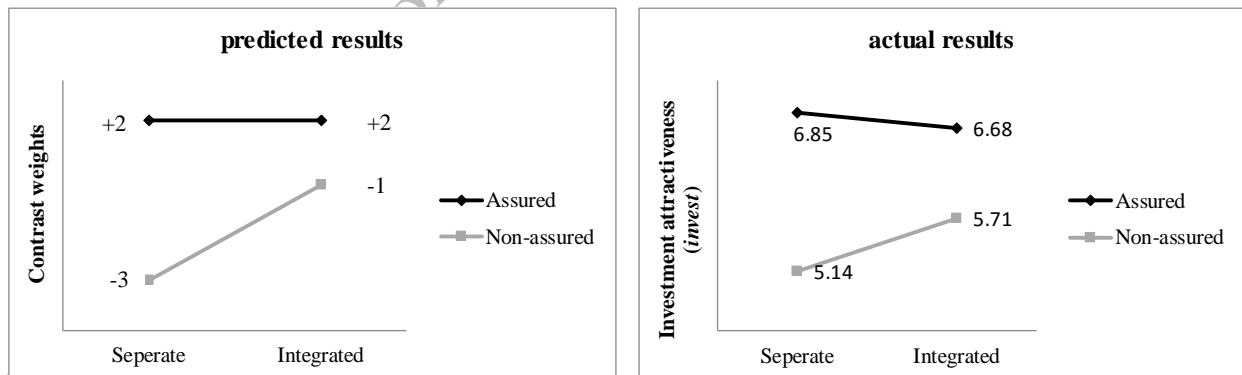 predicted results
Contrast weights
+2
+2
-1
-3
Assured
Non-assured
Seperate
Integrated
actual results
Investment attractiveness
(invest)
6.85
6.68
5.71
5.14
Assured
Non-assured
Seperate
Integrated